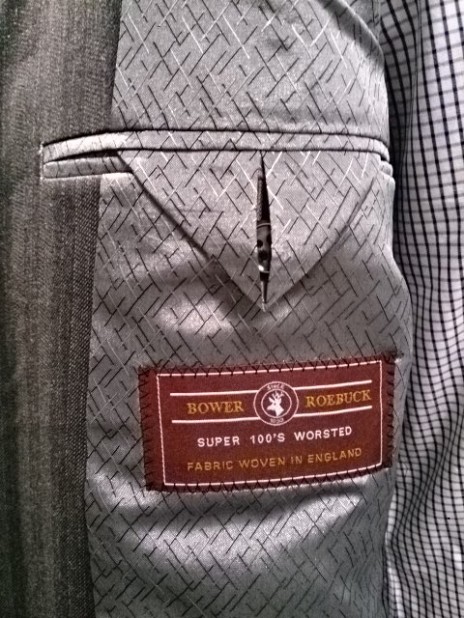 BOWER ROEBUCK
SUPER 100'S WORSTED
FABRIC WOVEN IN ENGLAND